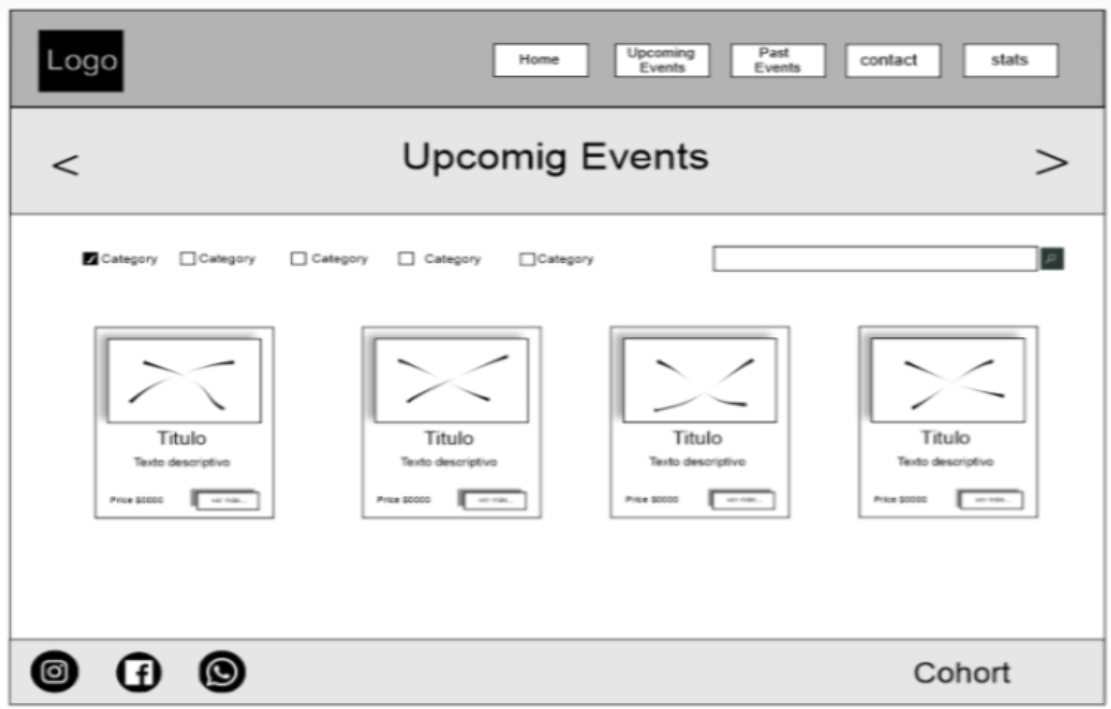 Logo
Home
Upcoming
Events
Past
Events
contact
stats
< Upcomig Events >
Category Category Category Category Category
Titulo Titulo Titulo Titulo
Texto descriptivo Texto descriptivo Texto descriptivo Texto descriptivo
Price $0000 ver más... Price $0000 ver más... Price $0000 ver más... Price $0000 ver más...
Cohort